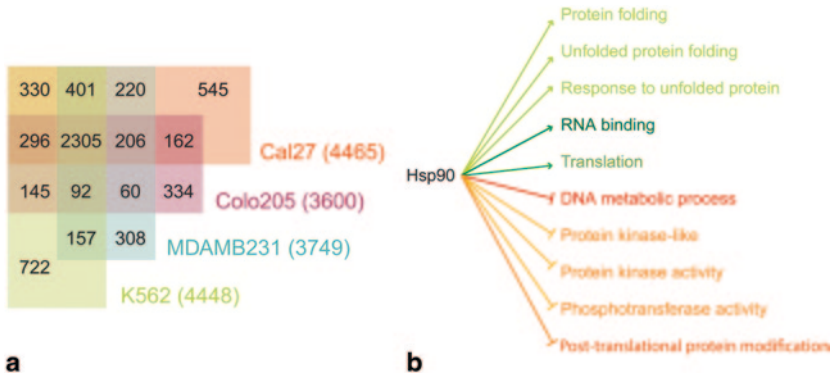 330 401 220 545
296 2305 206 162
Cal27 (4465)
145 92 60 334
Colo205 (3600)
157 308
MDAMB231 (3749)
722
K562 (4448)
a
Protein folding
Unfolded protein folding
Response to unfolded protein
RNA binding
Translation
Hsp90
DNA metabolic process
Protein kinase-like
Protein kinase activity
Phosphotransferase activity
Post-translational protein modification
b